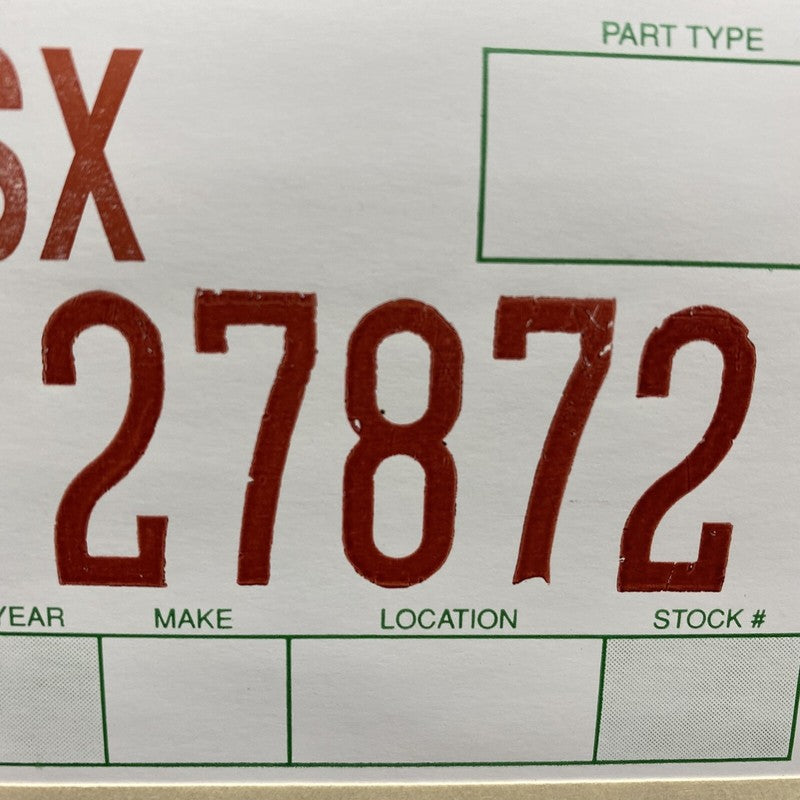 PART TYPE
SX
27872
YEAR MAKE LOCATION STOCK #